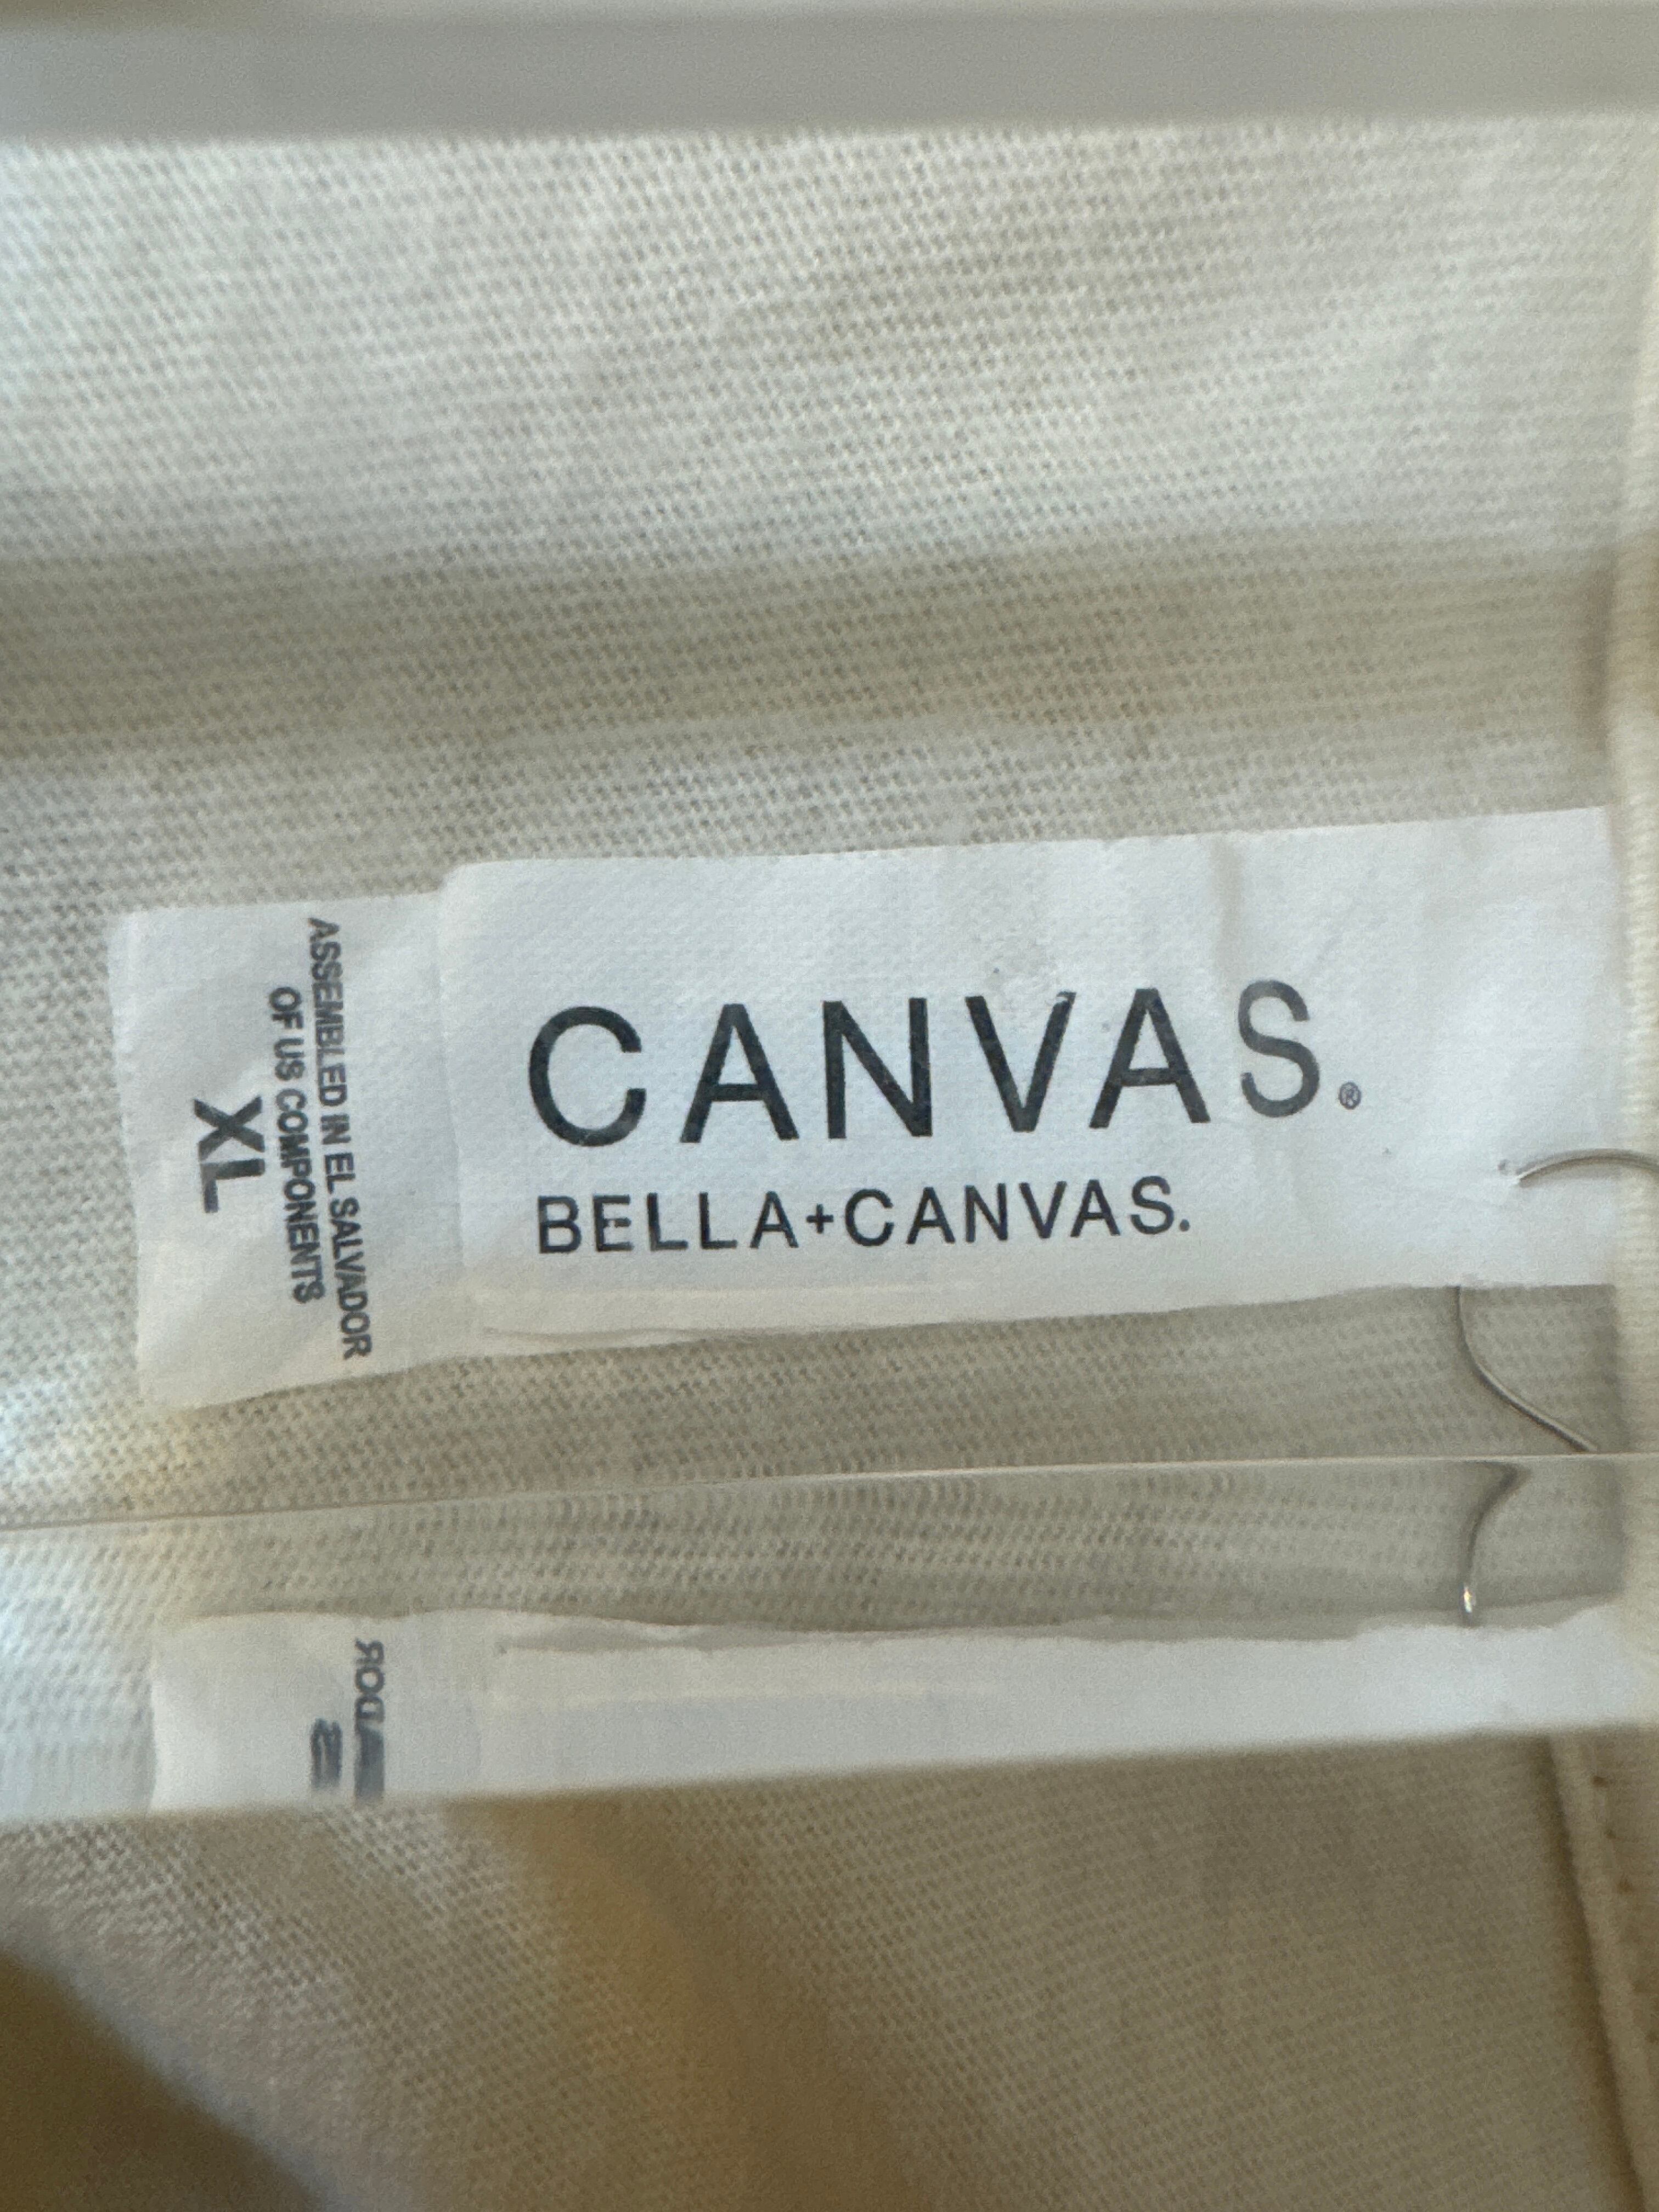 CANVAS.®
BELLA+CANVAS.
ASSEMBLED IN EL SALVADOR
OF US COMPONENTS
XL